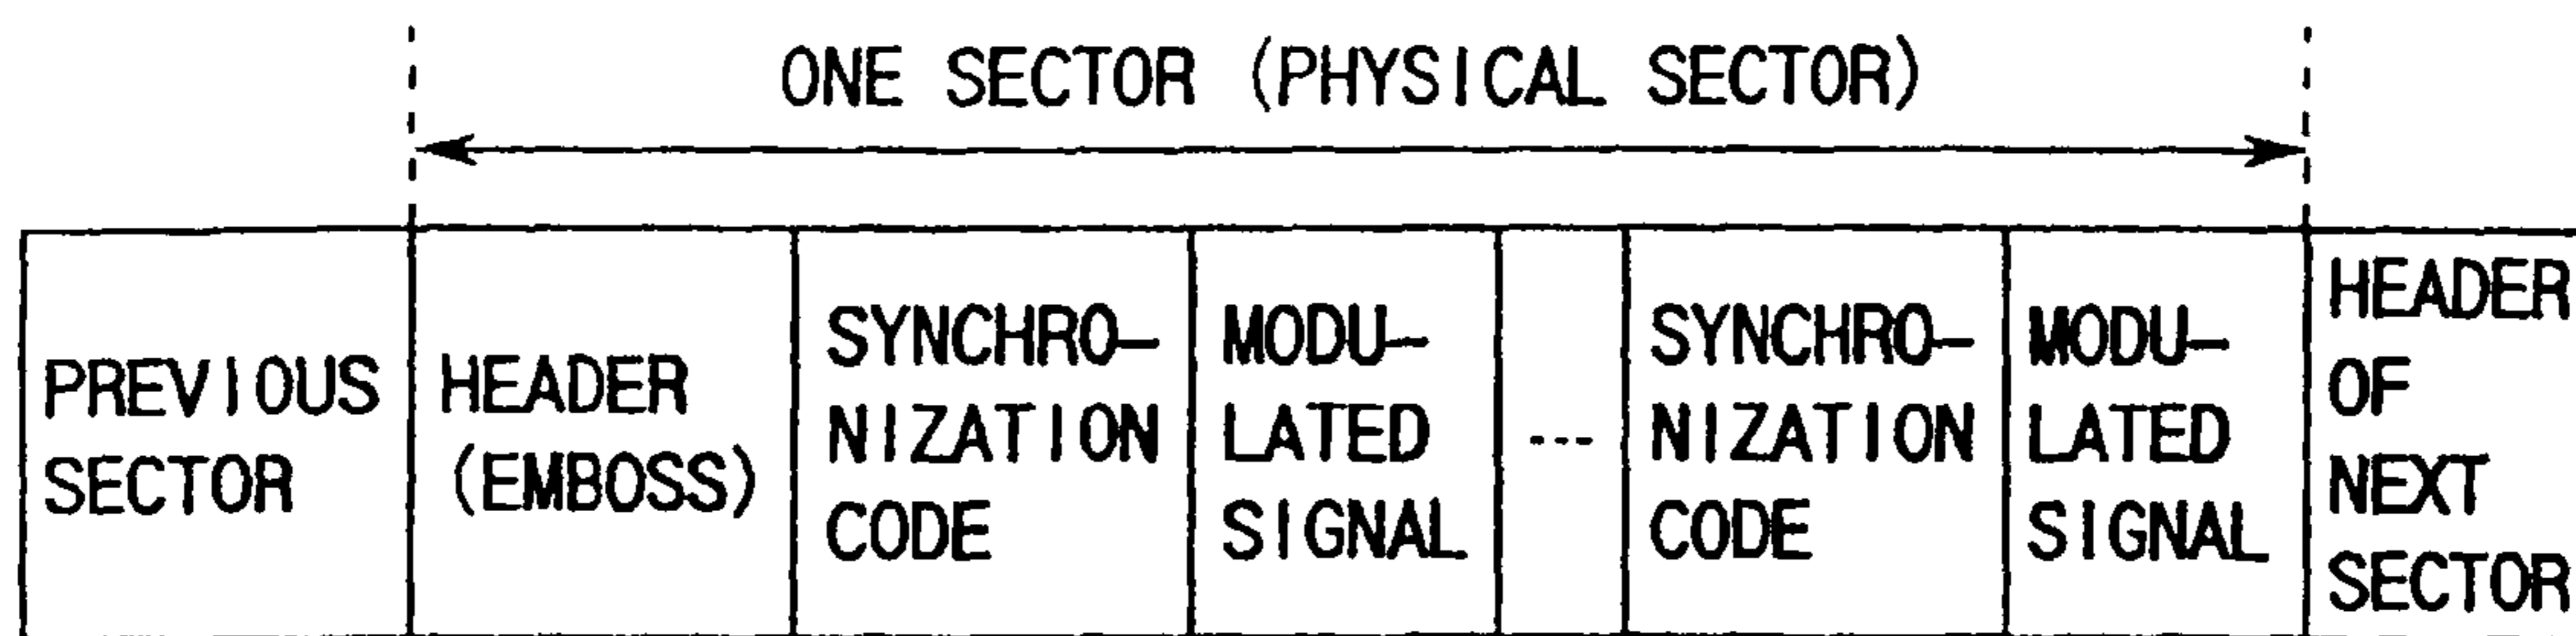 ONE SECTOR (PHYSICAL SECTOR)
PREVIOUS
SECTOR
HEADER
(EMBOSS)
SYNCHRO-
NIZATION
CODE
MODU-
LATED
SIGNAL
---
SYNCHRO-
NIZATION
CODE
MODU-
LATED
SIGNAL
HEADER
OF
NEXT
SECTOR